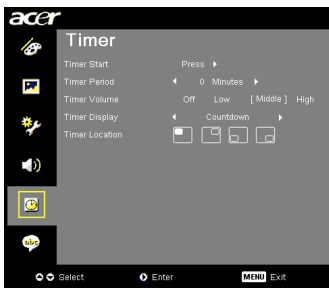 acer
Timer
Timer Start Press
Timer Period 0 Minutes
Timer Volume Off Low [ Middle ] High
Timer Display Countdown
Timer Location
abc
Select Enter MENU Exit